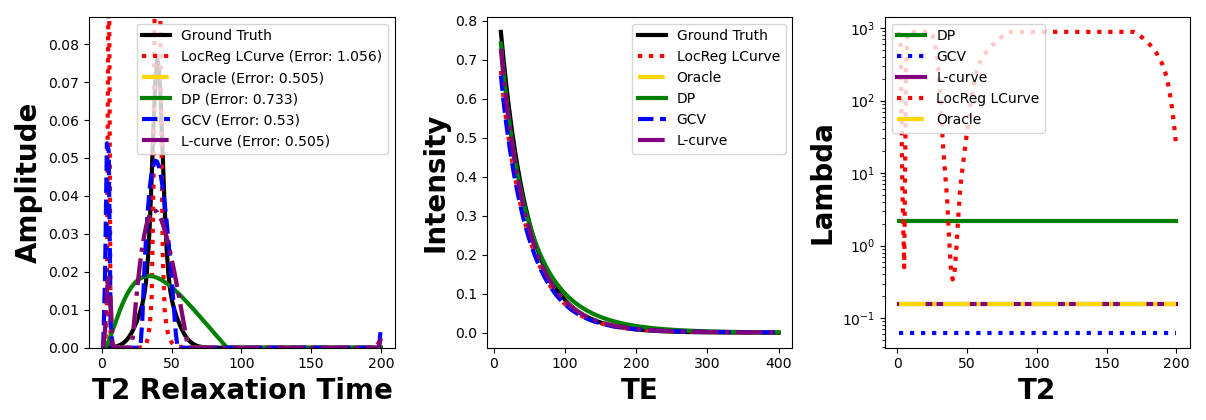 Amplitude
0.08
0.07
0.06
0.05
0.04
0.03
0.02
0.01
0.00
Ground Truth
LocReg LCurve (Error: 1.056)
Oracle (Error: 0.505)
DP (Error: 0.733)
GCV (Error: 0.53)
L-curve (Error: 0.505)
0 50 100 150 200
T2 Relaxation Time
Intensity
0.8
0.7
0.6
0.5
0.4
0.3
0.2
0.1
0.0
Ground Truth
LocReg LCurve
Oracle
DP
GCV
L-curve
0 100 200 300 400
TE
Lambda
10³
10²
10¹
10⁰
10⁻¹
DP
GCV
L-curve
LocReg LCurve
Oracle
0 50 100 150 200
T2